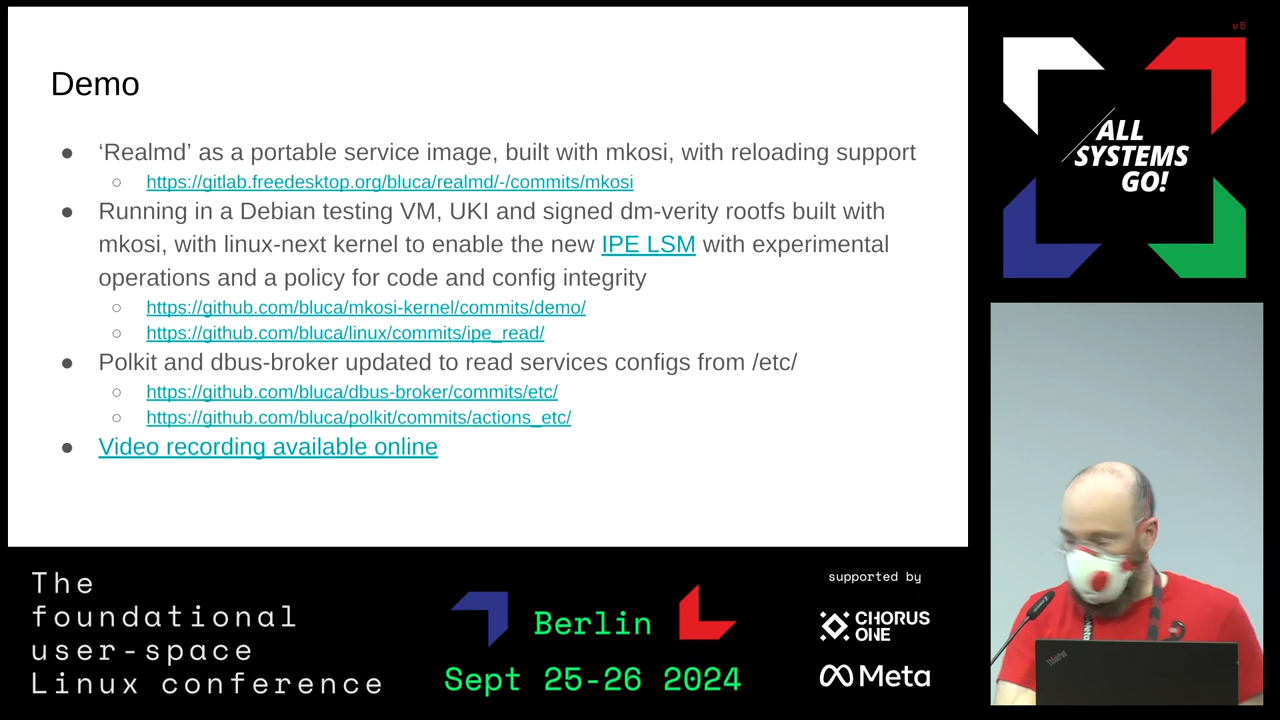 Demo
● ‘Realmd’ as a portable service image, built with mkosi, with reloading support
○ https://gitlab.freedesktop.org/bluca/realmd/-/commits/mkosi
● Running in a Debian testing VM, UKI and signed dm-verity rootfs built with
mkosi, with linux-next kernel to enable the new IPE LSM with experimental
operations and a policy for code and config integrity
○ https://github.com/bluca/mkosi-kernel/commits/demo/
○ https://github.com/bluca/linux/commits/ipe_read/
● Polkit and dbus-broker updated to read services configs from /etc/
○ https://github.com/bluca/dbus-broker/commits/etc/
○ https://github.com/bluca/polkit/commits/actions_etc/
● Video recording available online
v5
ALL
SYSTEMS
GO!
The
foundational
user-space
Linux conference
Berlin
Sept 25-26 2024
supported by
CHORUS
ONE
Meta
ThinkPad